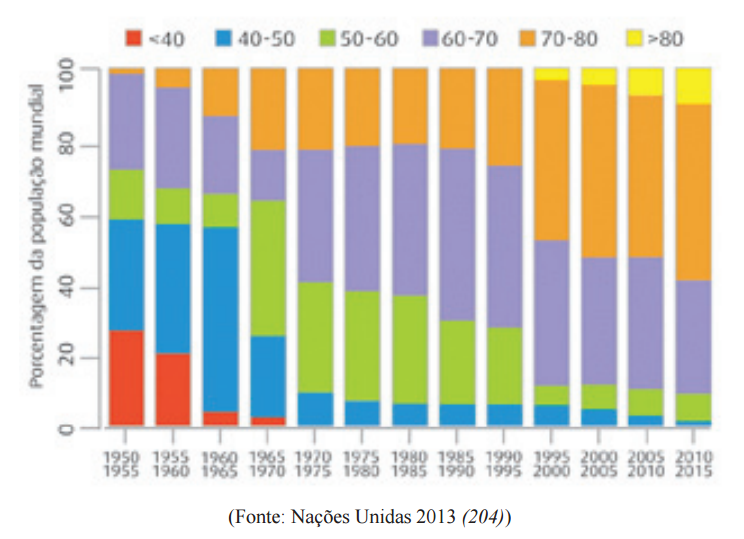 <40 40-50 50-60 60-70 70-80 >80
Porcentagem da população mundial
100
80
60
40
20
0
1950 1955 1960 1965 1970 1975 1980 1985 1990 1995 2000 2005 2010
1955 1960 1965 1970 1975 1980 1985 1990 1995 2000 2005 2010 2015
(Fonte: Nações Unidas 2013 (204))